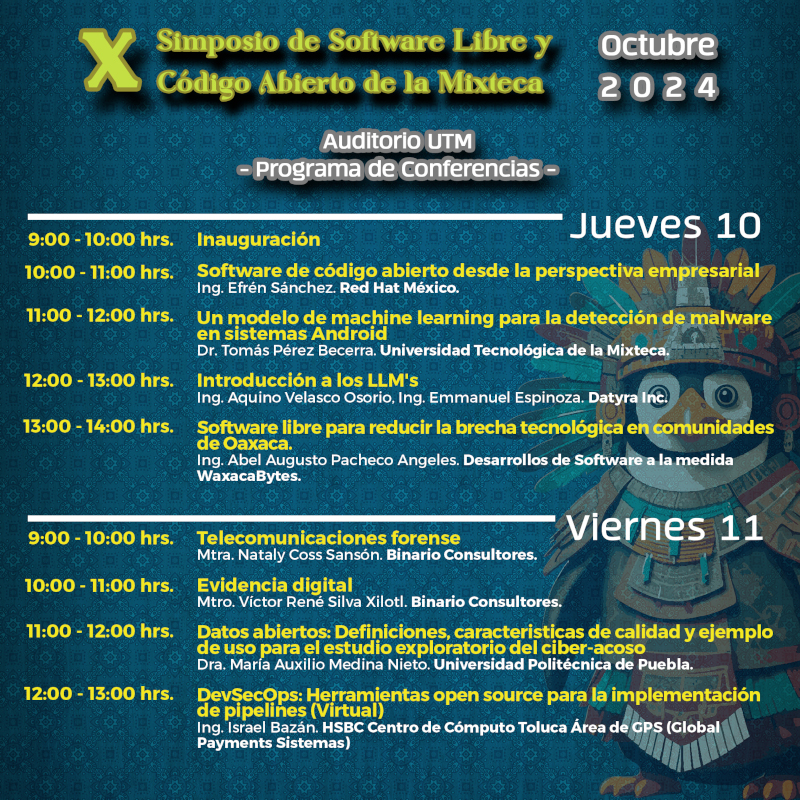 X Simposio de Software Libre y
Código Abierto de la Mixteca
Octubre
2024
Auditorio UTM
- Programa de Conferencias -
Jueves 10
9:00 - 10:00 hrs. Inauguración
10:00 - 11:00 hrs. Software de código abierto desde la perspectiva empresarial
Ing. Efrén Sánchez. Red Hat México.
11:00 - 12:00 hrs. Un modelo de machine learning para la detección de malware
en sistemas Android
Dr. Tomás Pérez Becerra. Universidad Tecnológica de la Mixteca.
12:00 - 13:00 hrs. Introducción a los LLM's
Ing. Aquino Velasco Osorio, Ing. Emmanuel Espinoza. Datyra Inc.
13:00 - 14:00 hrs. Software libre para reducir la brecha tecnológica en comunidades
de Oaxaca.
Ing. Abel Augusto Pacheco Angeles. Desarrollos de Software a la medida
WaxacaBytes.
Viernes 11
9:00 - 10:00 hrs. Telecomunicaciones forense
Mtra. Nataly Coss Sansón. Binario Consultores.
10:00 - 11:00 hrs. Evidencia digital
Mtro. Víctor René Silva Xilotl. Binario Consultores.
11:00 - 12:00 hrs. Datos abiertos: Definiciones, caracteristicas de calidad y ejemplo
de uso para el estudio exploratorio del ciber-acoso
Dra. María Auxilio Medina Nieto. Universidad Politécnica de Puebla.
12:00 - 13:00 hrs. DevSecOps: Herramientas open source para la implementación
de pipelines (Virtual)
Ing. Israel Bazán. HSBC Centro de Cómputo Toluca Área de GPS (Global
Payments Sistemas)